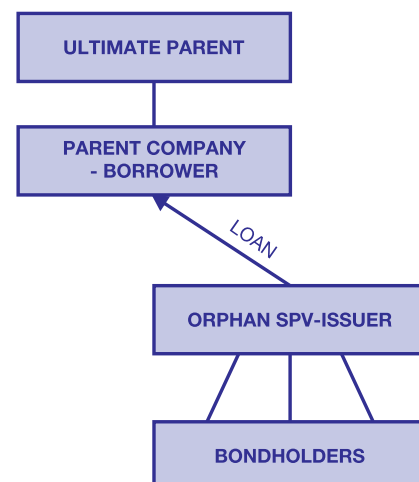 ULTIMATE PARENT
PARENT COMPANY
- BORROWER
LOAN
ORPHAN SPV-ISSUER
BONDHOLDERS